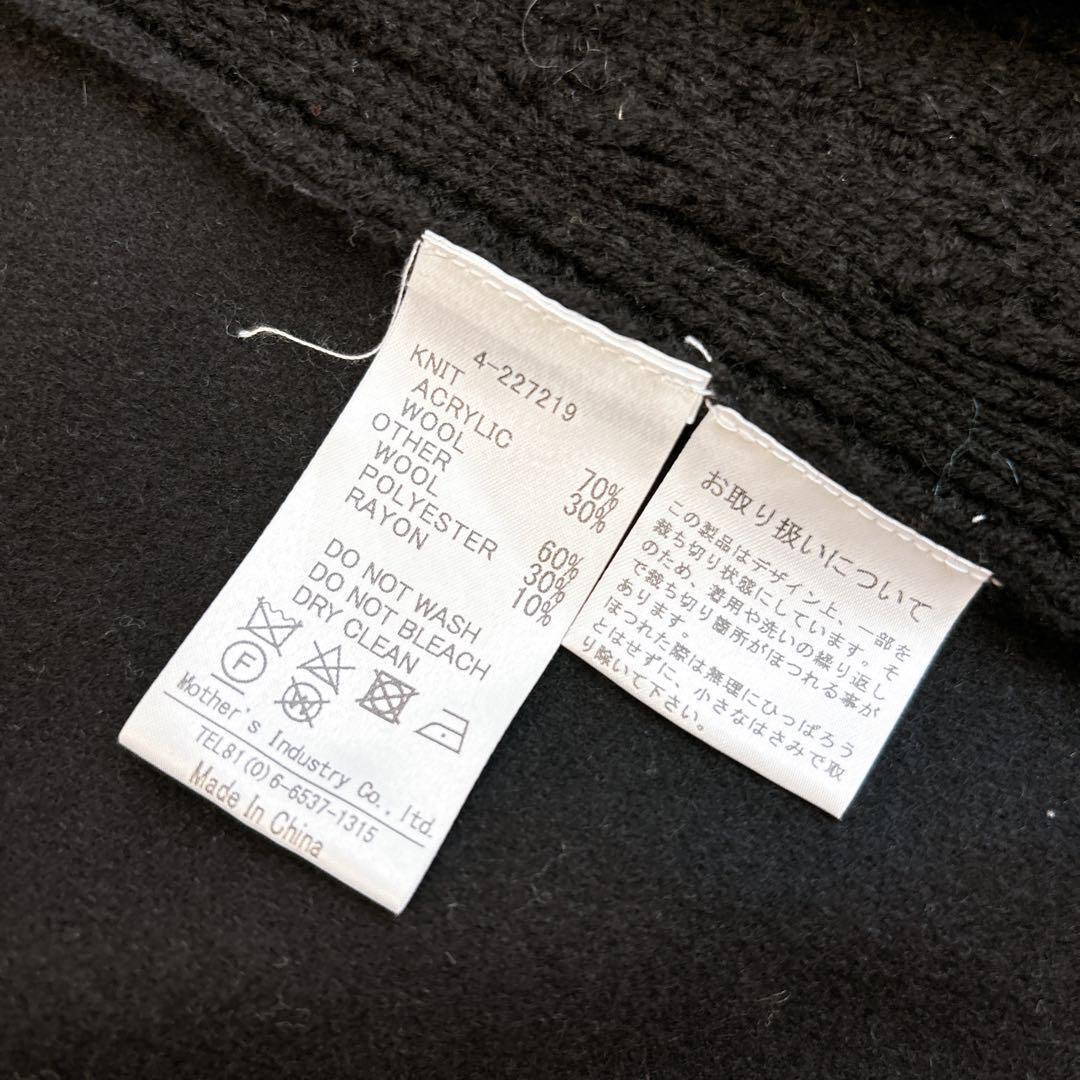 4-227219
KNIT
ACRYLIC 70%
WOOL 30%
OTHER
WOOL 60%
POLYESTER 30%
RAYON 10%
DO NOT WASH
DO NOT BLEACH
DRY CLEAN
F
Mother's Industry Co., ltd.
TEL81(0)6-6537-1315
Made In China
お取り扱いについて
この製品はデザイン上、一部を
裁ち切り状態にしています。そ
のため、着用や洗いの繰り返し
で裁ち切り箇所がほつれる事が
あります。
ほつれた際は無理にひっぱろう
とはせずに、小さなはさみで取
り除いて下さい。